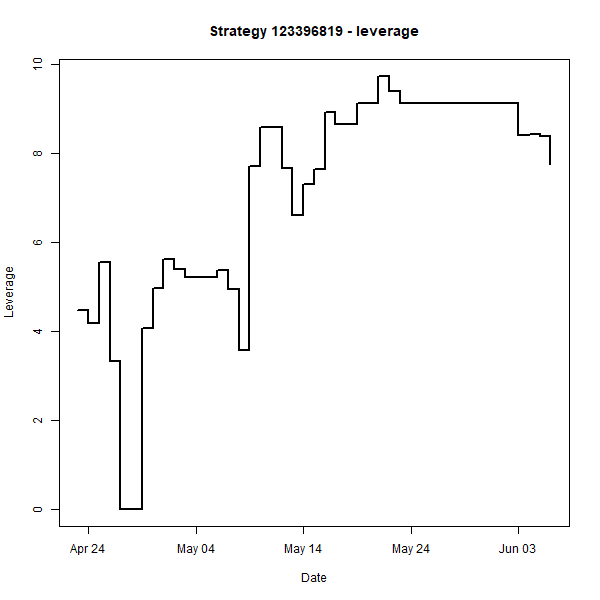 Strategy 123396819 - leverage
Leverage
10
8
6
4
2
0
Apr 24
May 04
May 14
May 24
Jun 03
Date